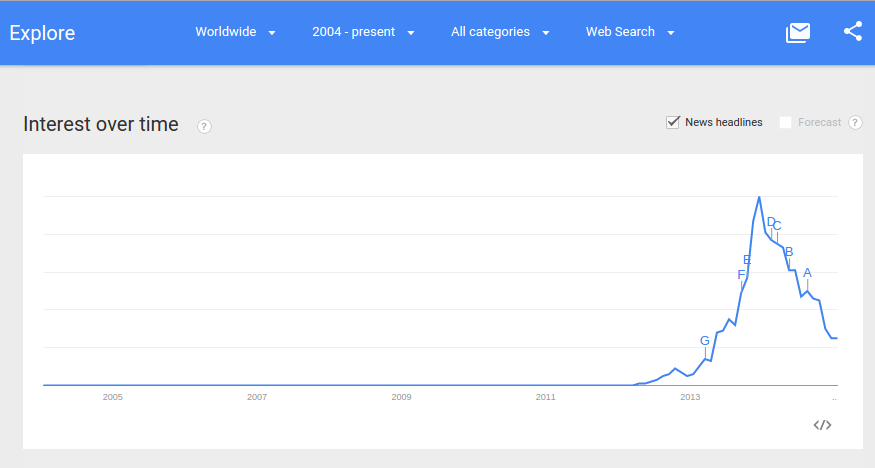 Explore Worldwide 2004 - present All categories Web Search
Interest over time ? News headlines Forecast ?
D
C
B
E
F
A
G
2005 2007 2009 2011 2013 ..
</>